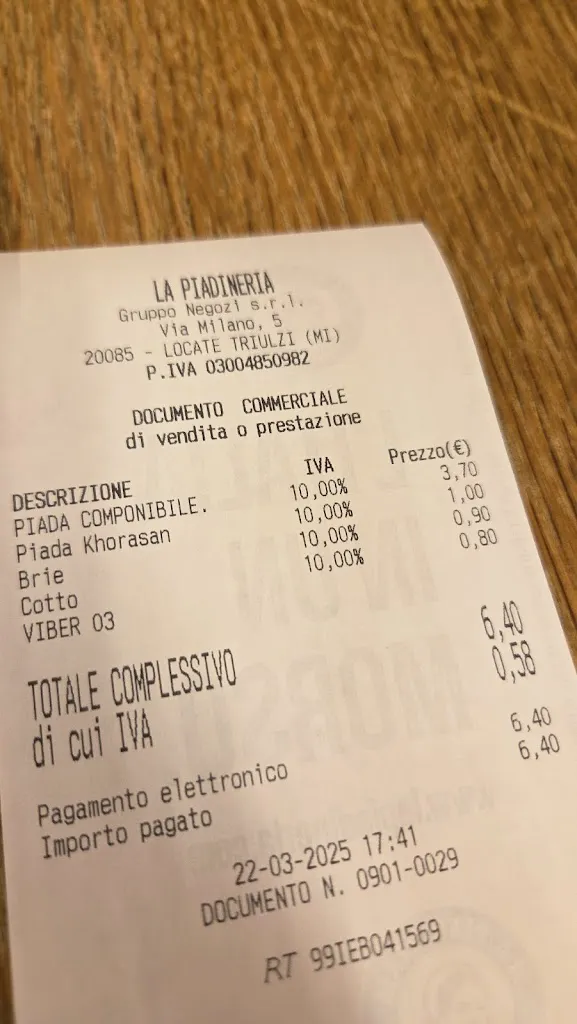 LA PIADINERIA
Gruppo Negozi s.r.l.
Via Milano, 5
20085 - LOCATE TRIULZI (MI)
P.IVA 03004850982
DOCUMENTO COMMERCIALE
di vendita o prestazione
DESCRIZIONE IVA Prezzo(€)
PIADA COMPONIBILE. 10,00% 3,70
Piada Khorasan 10,00% 1,00
Brie 10,00% 0,90
Cotto 10,00% 0,80
VIBER 03
TOTALE COMPLESSIVO 6,40
di cui IVA 0,58
Pagamento elettronico 6,40
Importo pagato 6,40
22-03-2025 17:41
DOCUMENTO N. 0901-0029
RT 99IEB041569